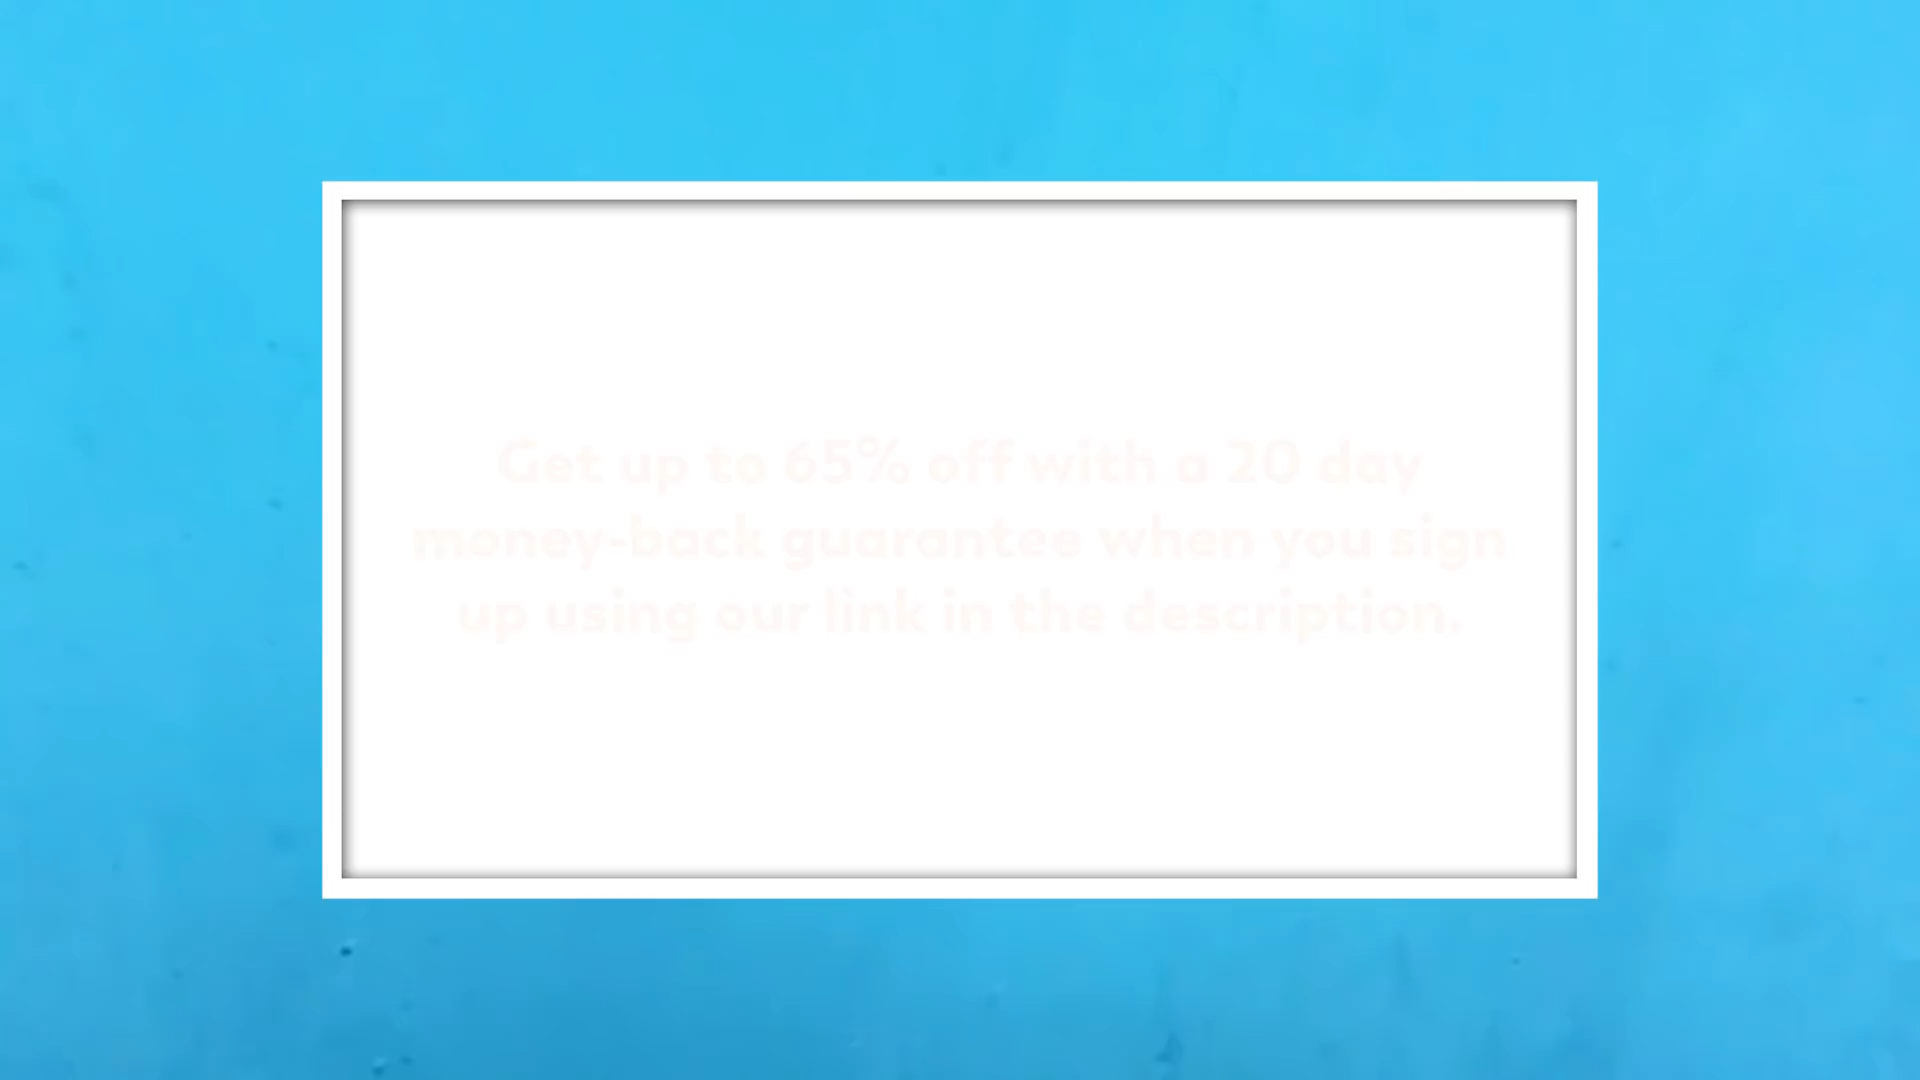 Get up to 65% off with a 20 day
money-back guarantee when you sign
up using our link in the description.